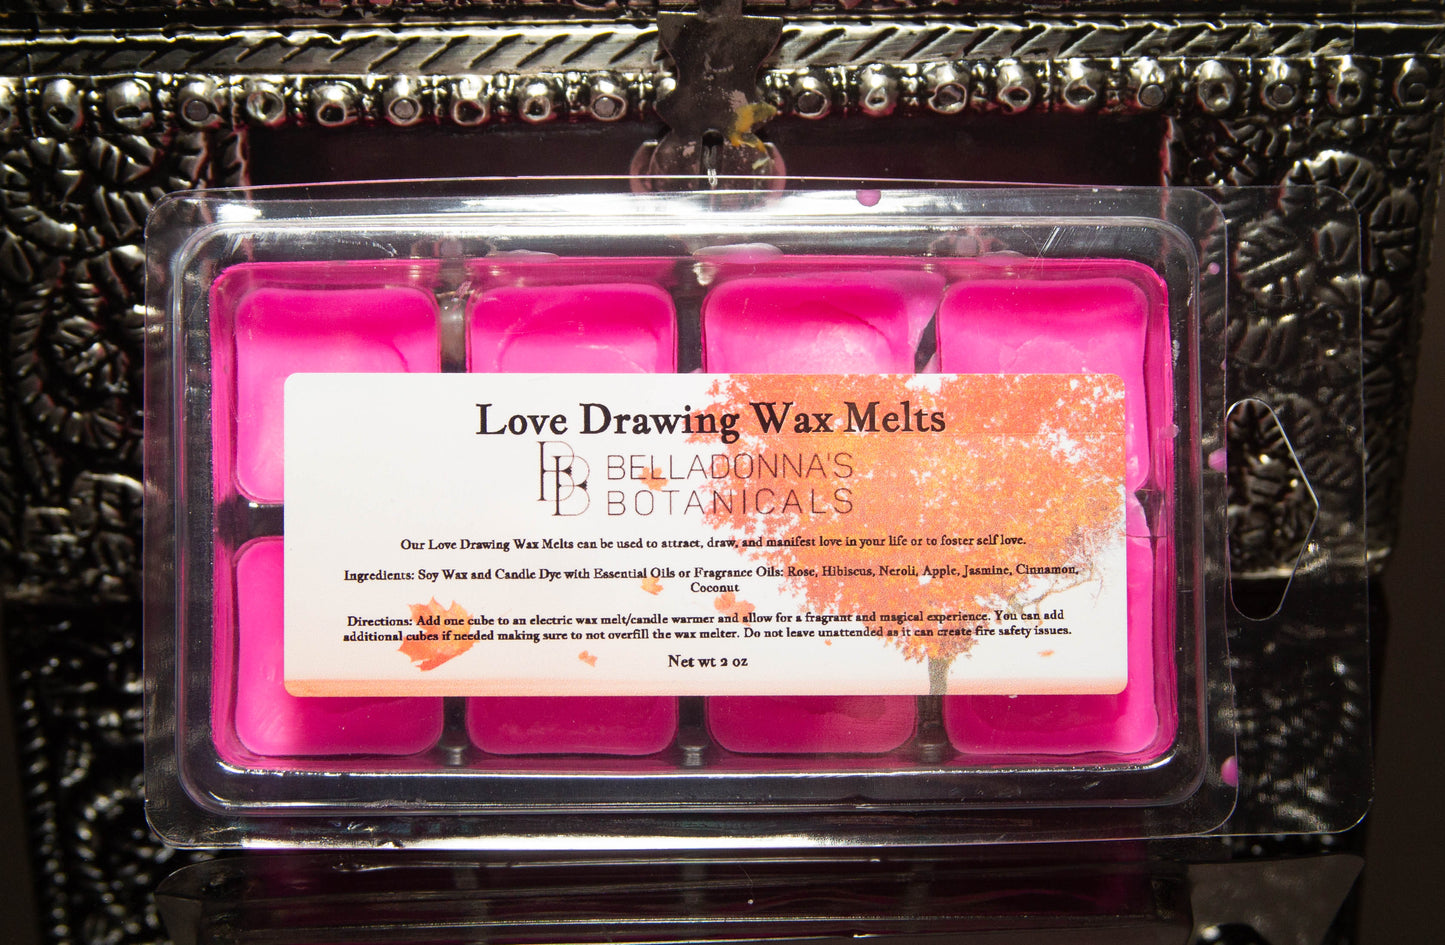 Love Drawing Wax Melts
BB BELLADONNA'S
BOTANICALS
Our Love Drawing Wax Melts can be used to attract, draw, and manifest love in your life or to foster self love.
Ingredients: Soy Wax and Candle Dye with Essential Oils or Fragrance Oils: Rose, Hibiscus, Neroli, Apple, Jasmine, Cinnamon,
Coconut
Directions: Add one cube to an electric wax melt/candle warmer and allow for a fragrant and magical experience. You can add
additional cubes if needed making sure to not overfill the wax melter. Do not leave unattended as it can create fire safety issues.
Net wt 2 oz